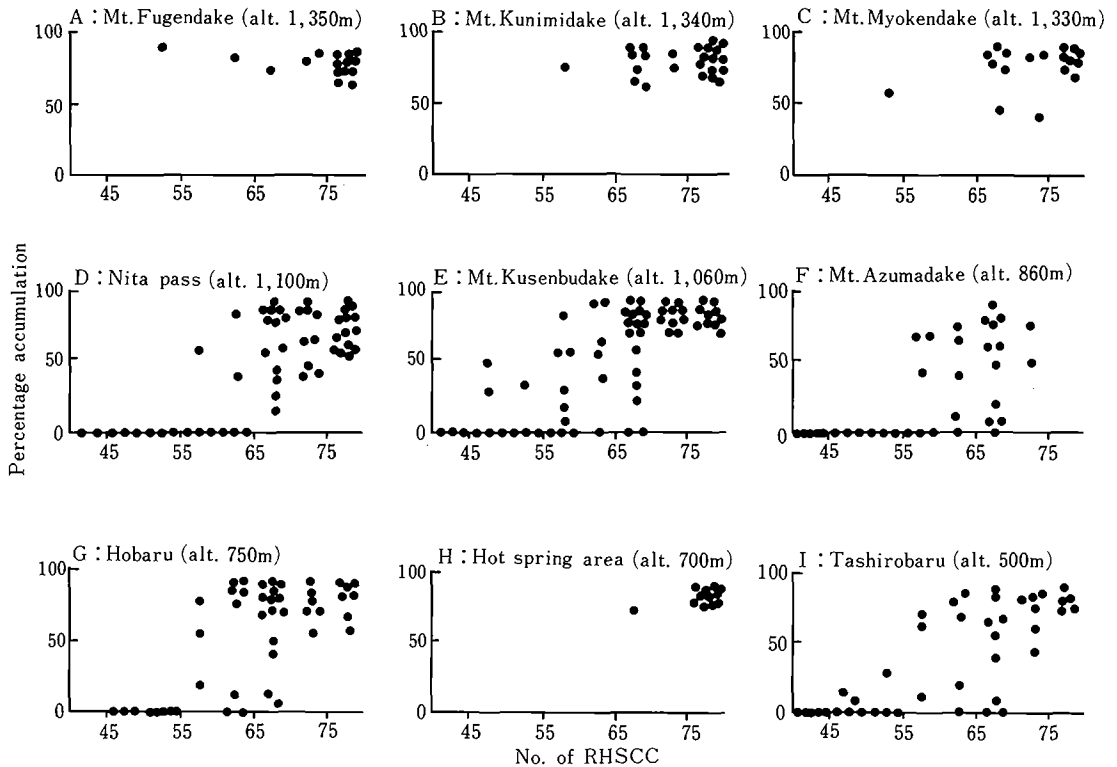 A : Mt.Fugendake (alt. 1,350m)
100
50
0
45 55 65 75
B : Mt.Kunimidake (alt. 1,340m)
100
50
0
45 55 65 75
C : Mt.Myokendake (alt. 1,330m)
100
50
0
45 55 65 75
Percentage accumulation
D : Nita pass (alt. 1,100m)
100
50
0
45 55 65 75
E : Mt.Kusenbudake (alt. 1,060m)
100
50
0
45 55 65 75
F : Mt.Azumadake (alt. 860m)
100
50
0
45 55 65 75
G : Hobaru (alt. 750m)
100
50
0
45 55 65 75
H : Hot spring area (alt. 700m)
100
50
0
45 55 65 75
I : Tashirobaru (alt. 500m)
100
50
0
45 55 65 75
No. of RHSCC